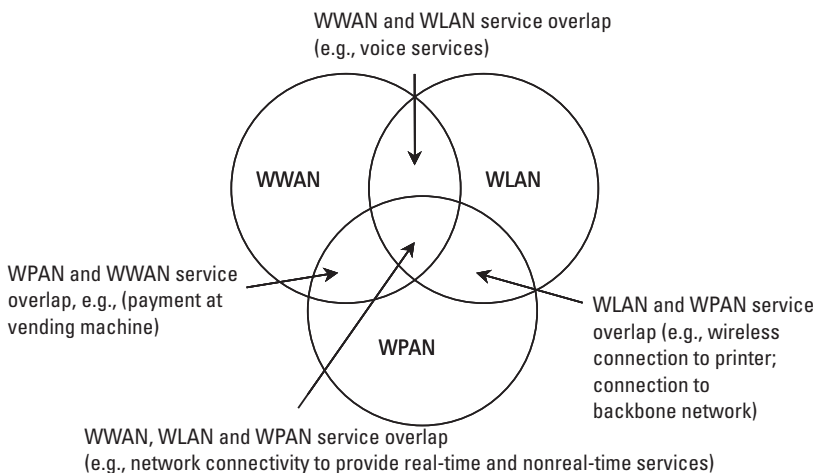 WWAN and WLAN service overlap
(e.g., voice services)
WWAN
WLAN
WPAN and WWAN service
overlap, e.g., (payment at
vending machine)
WPAN
WLAN and WPAN service
overlap (e.g., wireless
connection to printer;
connection to
backbone network)
WWAN, WLAN and WPAN service overlap
(e.g., network connectivity to provide real-time and nonreal-time services)